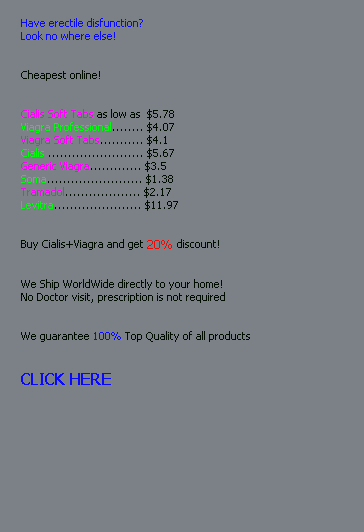 Have erectile disfunction?
Look no where else!
Cheapest online!
Cialis Soft Tabs as low as $5.78
Viagra Professional........ $4.07
Viagra Soft Tabs........... $4.1
Cialis......................... $5.67
Generic Viagra............. $3.5
Soma......................... $1.38
Tramadol.................... $2.17
Levitra....................... $11.97
Buy Cialis+Viagra and get 20% discount!
We Ship WorldWide directly to your home!
No Doctor visit, prescription is not required
We guarantee 100% Top Quality of all products
CLICK HERE